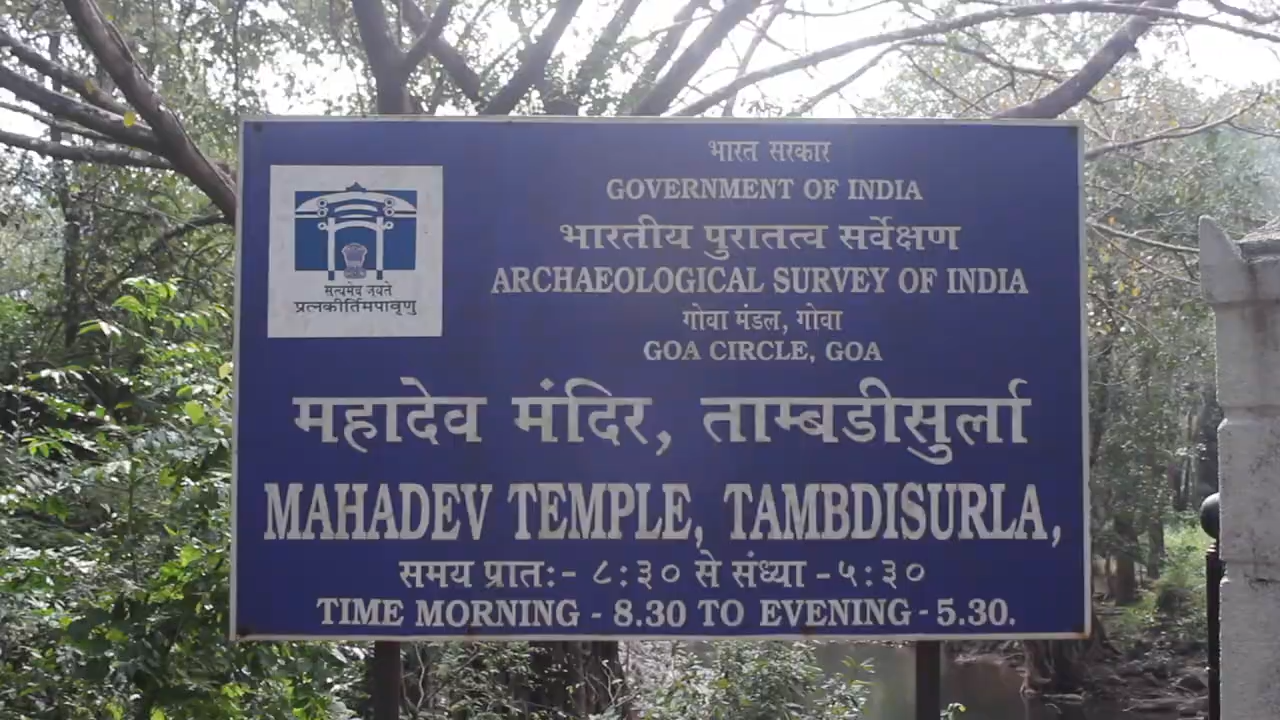 भारत सरकार
GOVERNMENT OF INDIA
भारतीय पुरातत्व सर्वेक्षण
ARCHAEOLOGICAL SURVEY OF INDIA
गोवा मंडल, गोवा
GOA CIRCLE, GOA
सत्यमेव जयते
प्रत्नकीर्तिमपावृणु
महादेव मंदिर, ताम्बडीसुर्ला
MAHADEV TEMPLE, TAMBDISURLA,
समय प्रातः:- ८:३० से संध्या - ५:३०
TIME MORNING - 8.30 TO EVENING - 5.30.